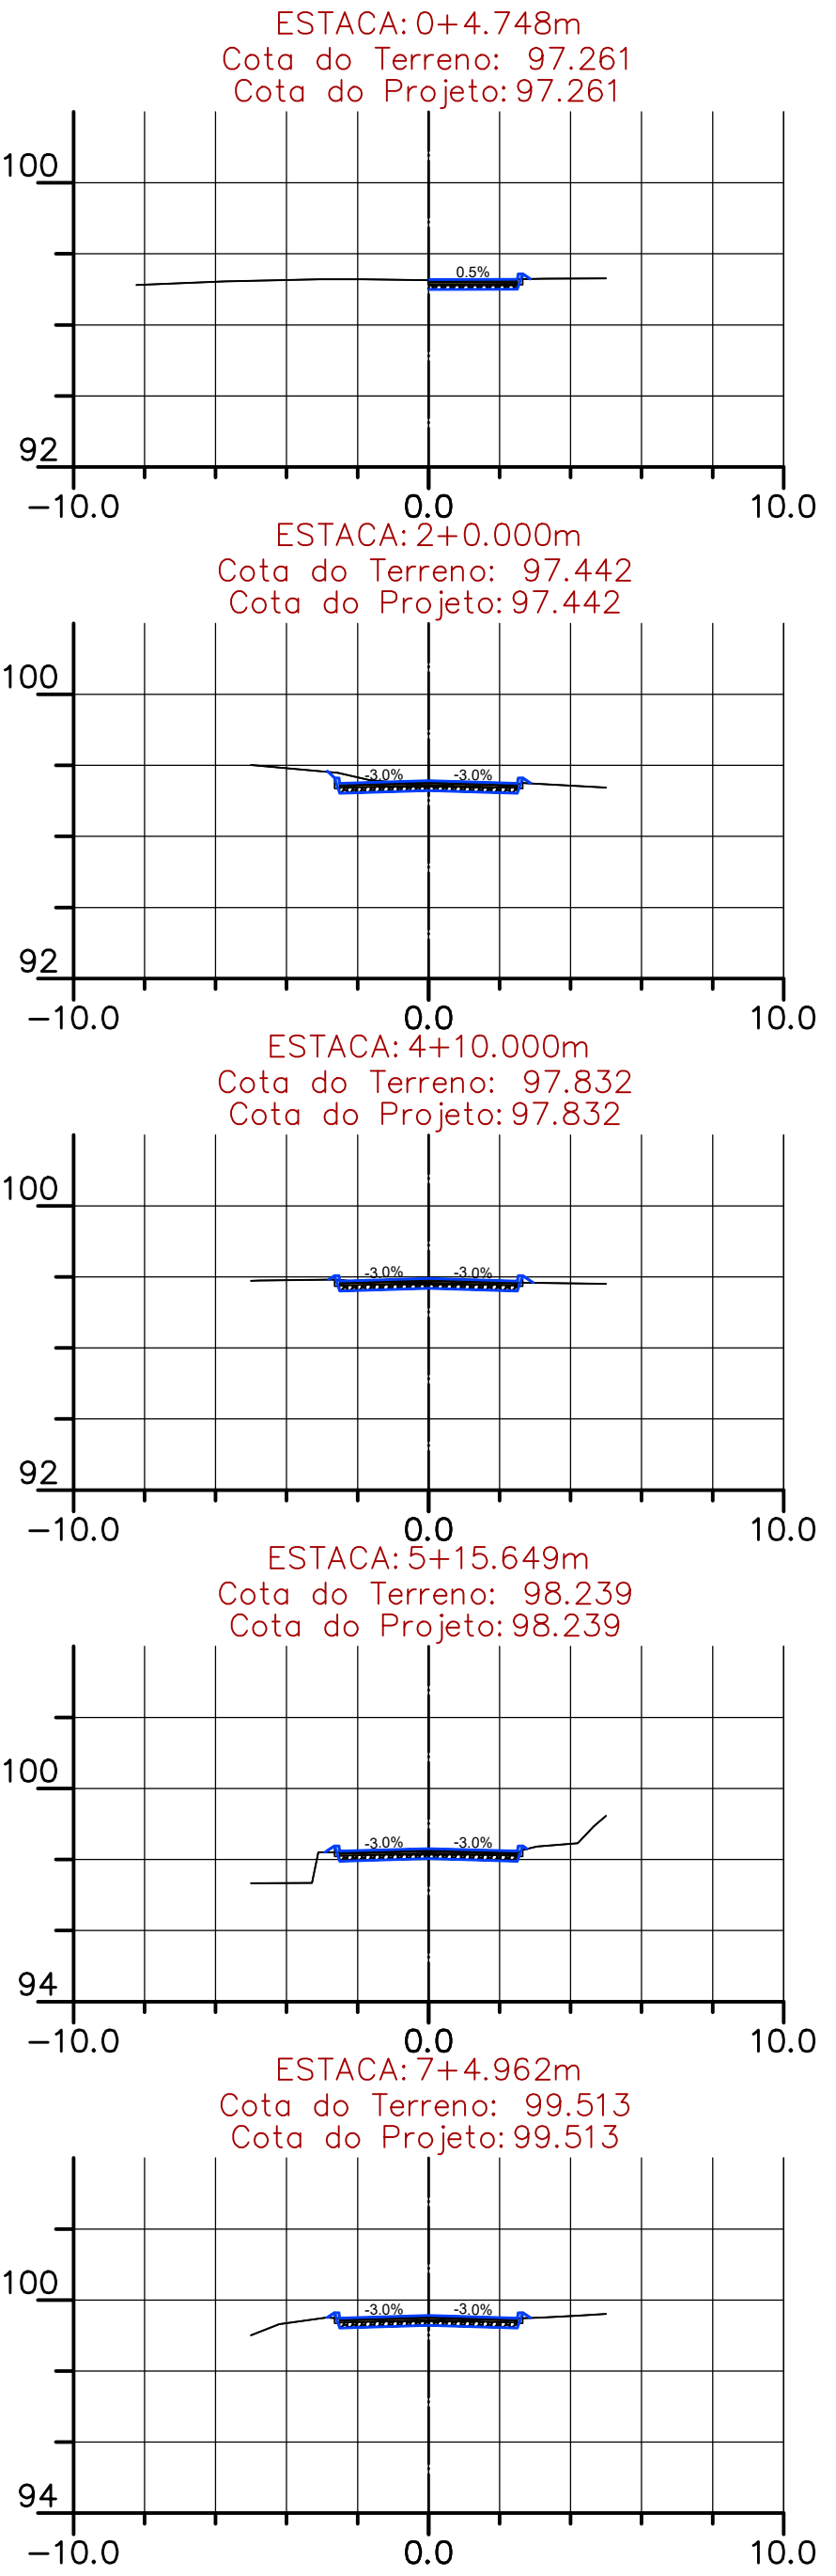 ESTACA: 0+4.748m
Cota do Terreno: 97.261
Cota do Projeto: 97.261
100
0.5%
92
-10.0 0.0 10.0
ESTACA: 2+0.000m
Cota do Terreno: 97.442
Cota do Projeto: 97.442
100
-3.0% -3.0%
92
-10.0 0.0 10.0
ESTACA: 4+10.000m
Cota do Terreno: 97.832
Cota do Projeto: 97.832
100
-3.0% -3.0%
92
-10.0 0.0 10.0
ESTACA: 5+15.649m
Cota do Terreno: 98.239
Cota do Projeto: 98.239
100
-3.0% -3.0%
94
-10.0 0.0 10.0
ESTACA: 7+4.962m
Cota do Terreno: 99.513
Cota do Projeto: 99.513
100
-3.0% -3.0%
94
-10.0 0.0 10.0